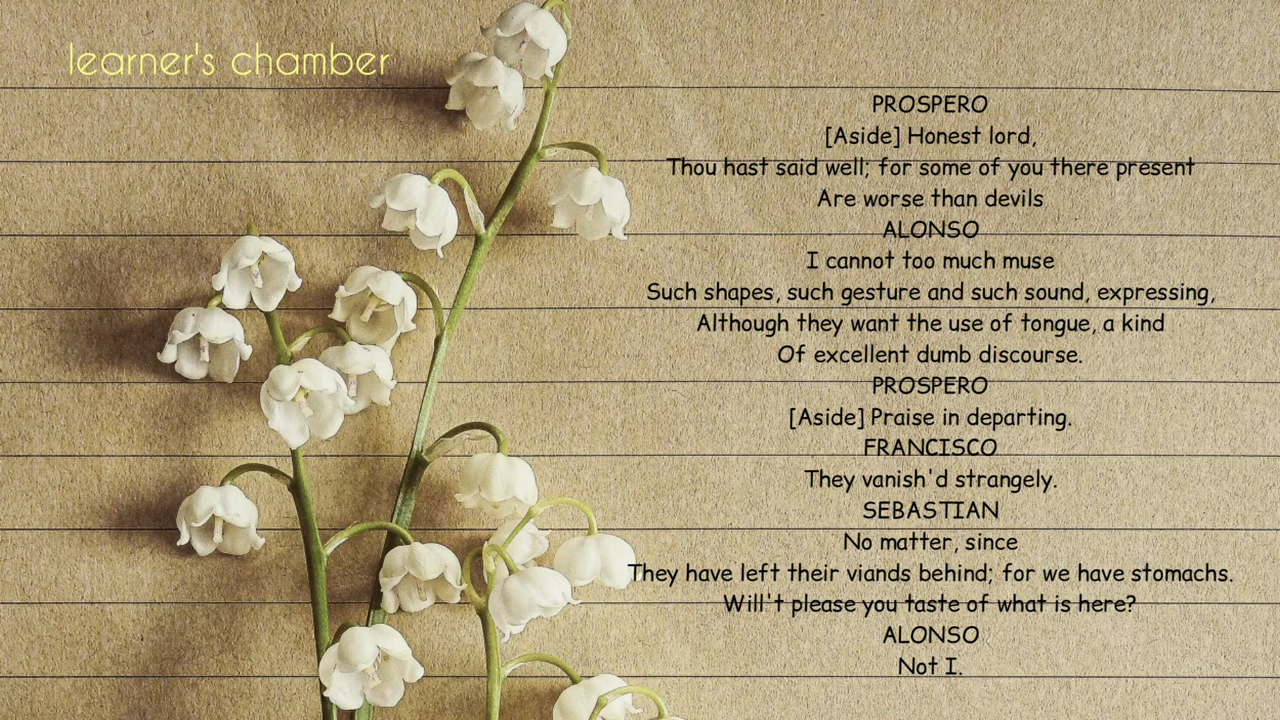 learner's chamber
PROSPERO
[Aside] Honest lord,
Thou hast said well; for some of you there present
Are worse than devils
ALONSO
I cannot too much muse
Such shapes, such gesture and such sound, expressing,
Although they want the use of tongue, a kind
Of excellent dumb discourse.
PROSPERO
[Aside] Praise in departing.
FRANCISCO
They vanish'd strangely.
SEBASTIAN
No matter, since
They have left their viands behind; for we have stomachs.
Will't please you taste of what is here?
ALONSO
Not I.